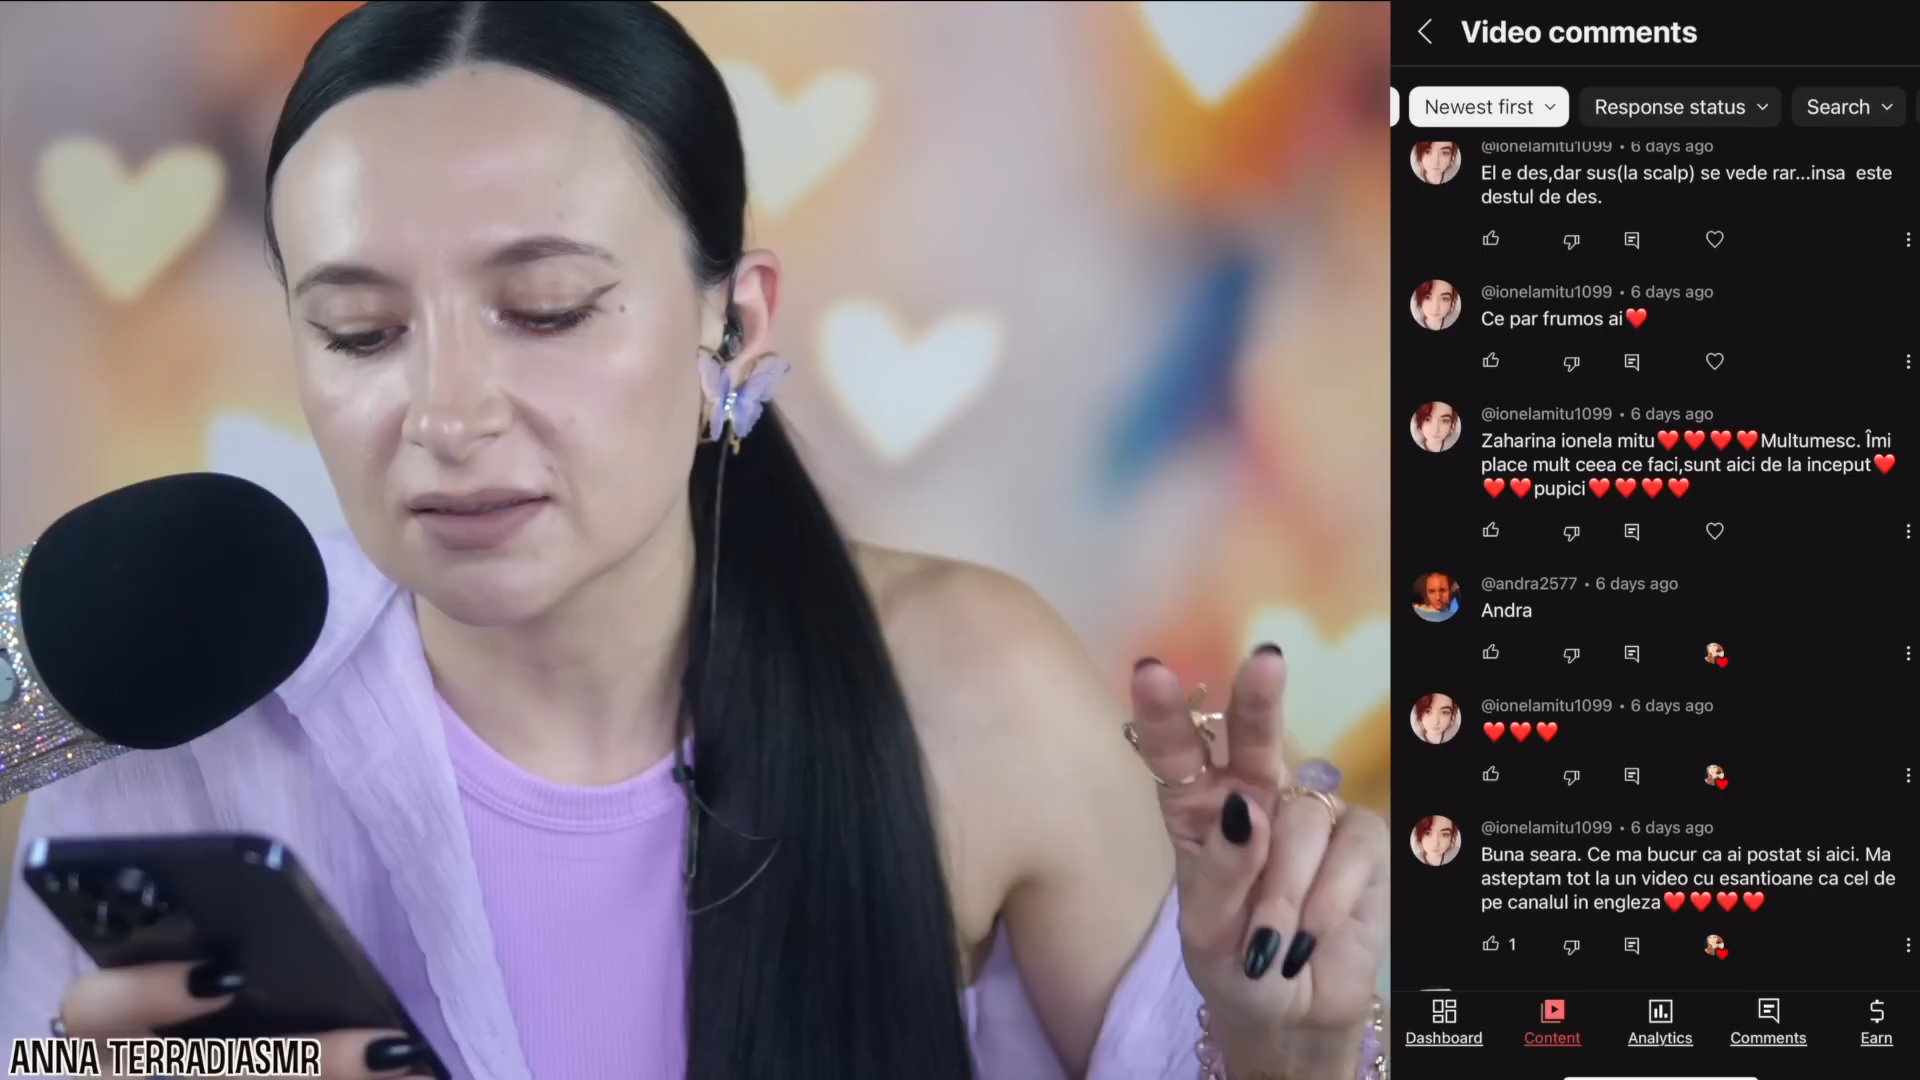 Video comments
Newest first
Response status
Search
@ionelamitu1099 • 6 days ago
El e des,dar sus(la scalp) se vede rar...insa este
destul de des.
@ionelamitu1099 • 6 days ago
Ce par frumos ai❤️
@ionelamitu1099 • 6 days ago
Zaharina ionela mitu❤️❤️❤️❤️Multumesc. Îmi
place mult ceea ce faci,sunt aici de la inceput❤️
❤️❤️pupici❤️❤️❤️❤️
@andra2577 • 6 days ago
Andra
@ionelamitu1099 • 6 days ago
❤️❤️❤️
@ionelamitu1099 • 6 days ago
Buna seara. Ce ma bucur ca ai postat si aici. Ma
asteptam tot la un video cu esantioane ca cel de
pe canalul in engleza❤️❤️❤️❤️
1
Dashboard
Content
Analytics
Comments
Earn
ANNA TERRADIASMR